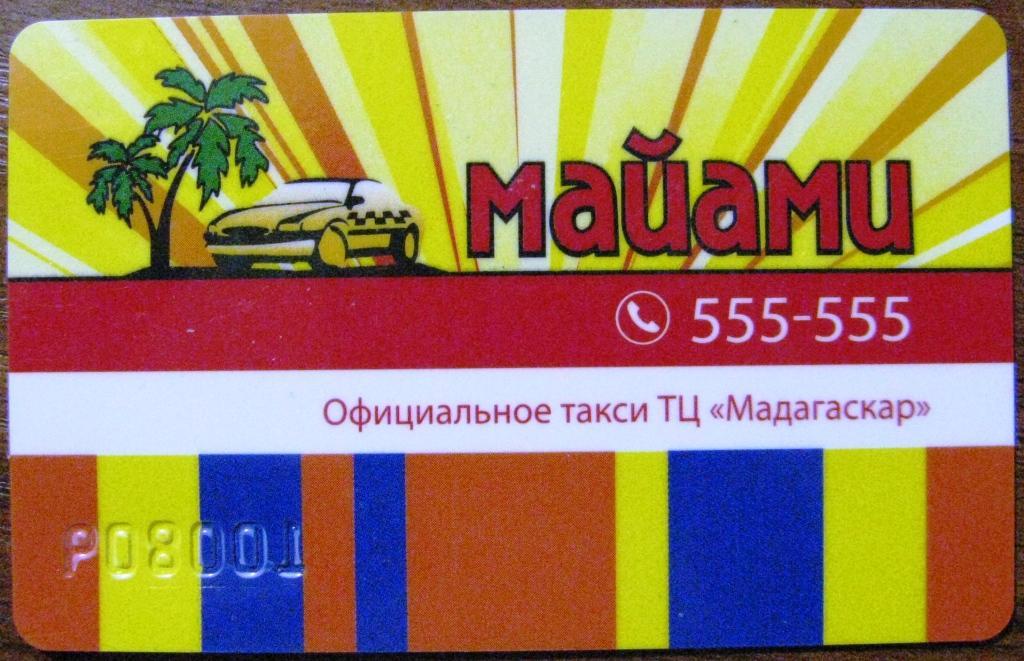 майами
555-555
Официальное такси ТЦ «Мадагаскар»
P08001